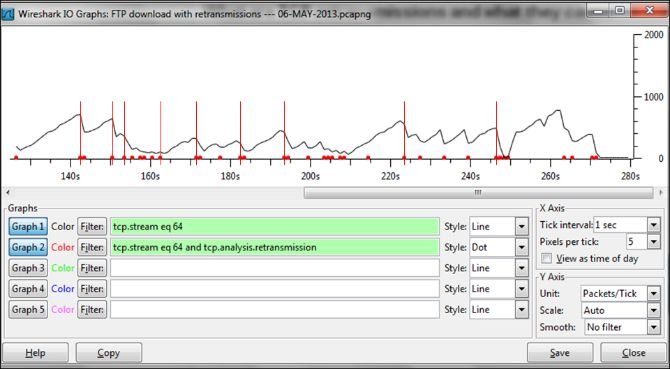 Wireshark IO Graphs: FTP download with retransmissions --- 06-MAY-2013.pcapng
2000
1000
0
140s 160s 180s 200s 220s 240s 260s 280s
Graphs
Graph 1 Color Filter: tcp.stream eq 64 Style: Line
Graph 2 Color Filter: tcp.stream eq 64 and tcp.analysis.retransmission Style: Dot
Graph 3 Color Filter: Style: Line
Graph 4 Color Filter: Style: Line
Graph 5 Color Filter: Style: Line
X Axis
Tick interval: 1 sec
Pixels per tick: 5
View as time of day
Y Axis
Unit: Packets/Tick
Scale: Auto
Smooth: No filter
Help Copy Save Close